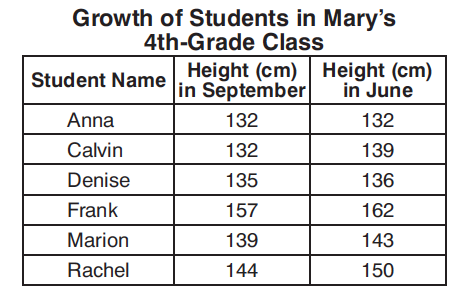 Growth of Students in Mary's
4th-Grade Class
Student Name Height (cm) in September Height (cm) in June
Anna 132 132
Calvin 132 139
Denise 135 136
Frank 157 162
Marion 139 143
Rachel 144 150